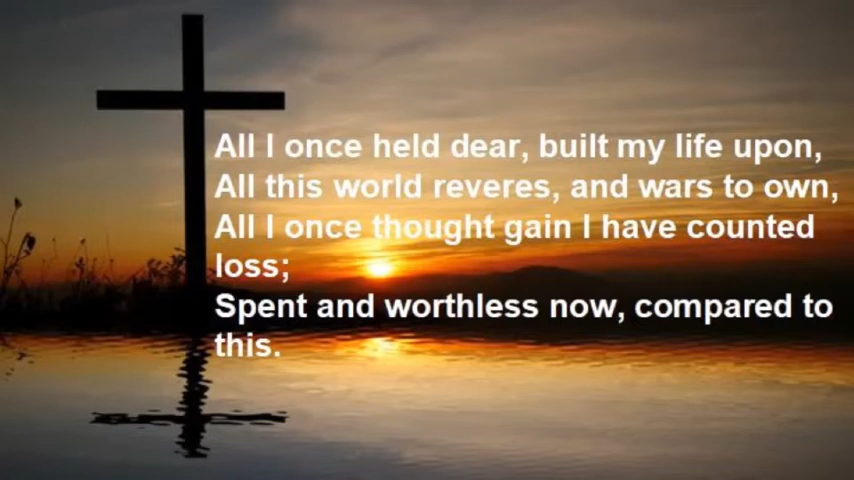 All I once held dear, built my life upon,
All this world reveres, and wars to own,
All I once thought gain I have counted
loss;
Spent and worthless now, compared to
this.